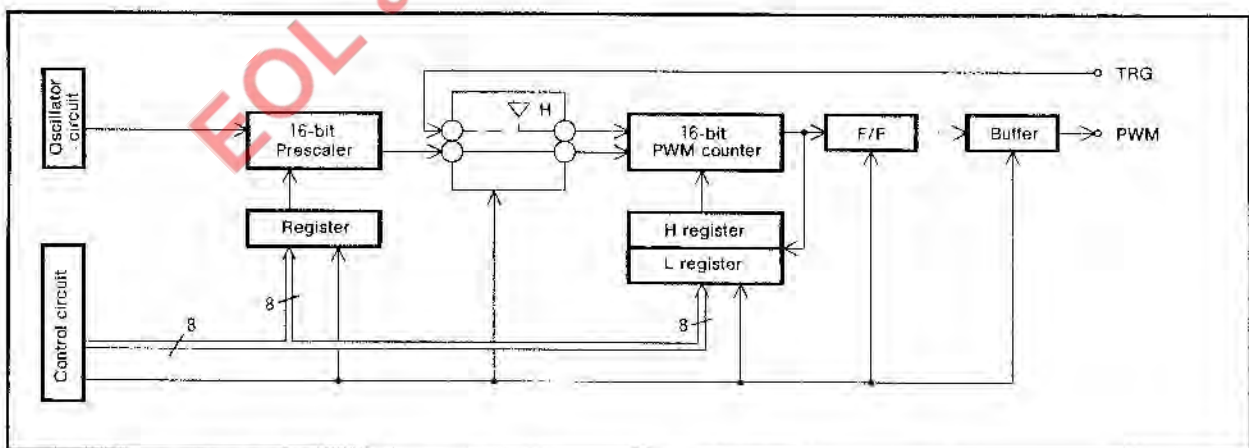 EOL
TRG
Oscillator
circuit
16-bit
Prescaler
H
16-bit
PWM counter
F/F
Buffer
PWM
Register
H register
L register
Control circuit
8
8
8